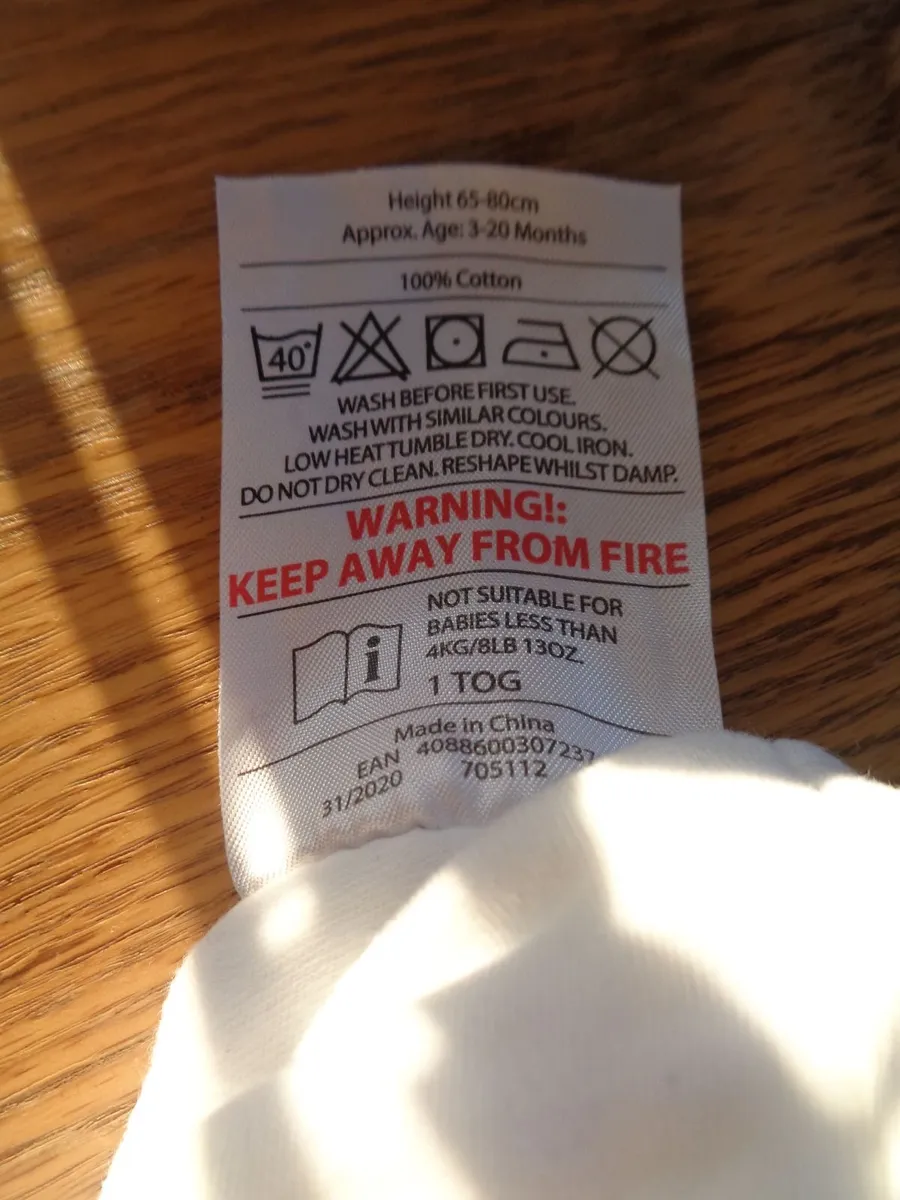 Height 65-80cm
Approx. Age: 3-20 Months
100% Cotton
40°
WASH BEFORE FIRST USE.
WASH WITH SIMILAR COLOURS.
LOW HEAT TUMBLE DRY. COOL IRON.
DO NOT DRY CLEAN. RESHAPE WHILST DAMP.
WARNING!:
KEEP AWAY FROM FIRE
NOT SUITABLE FOR
BABIES LESS THAN
4KG/8LB 13OZ.
i
1 TOG
Made in China
EAN 4088600307237
31/2020 705112